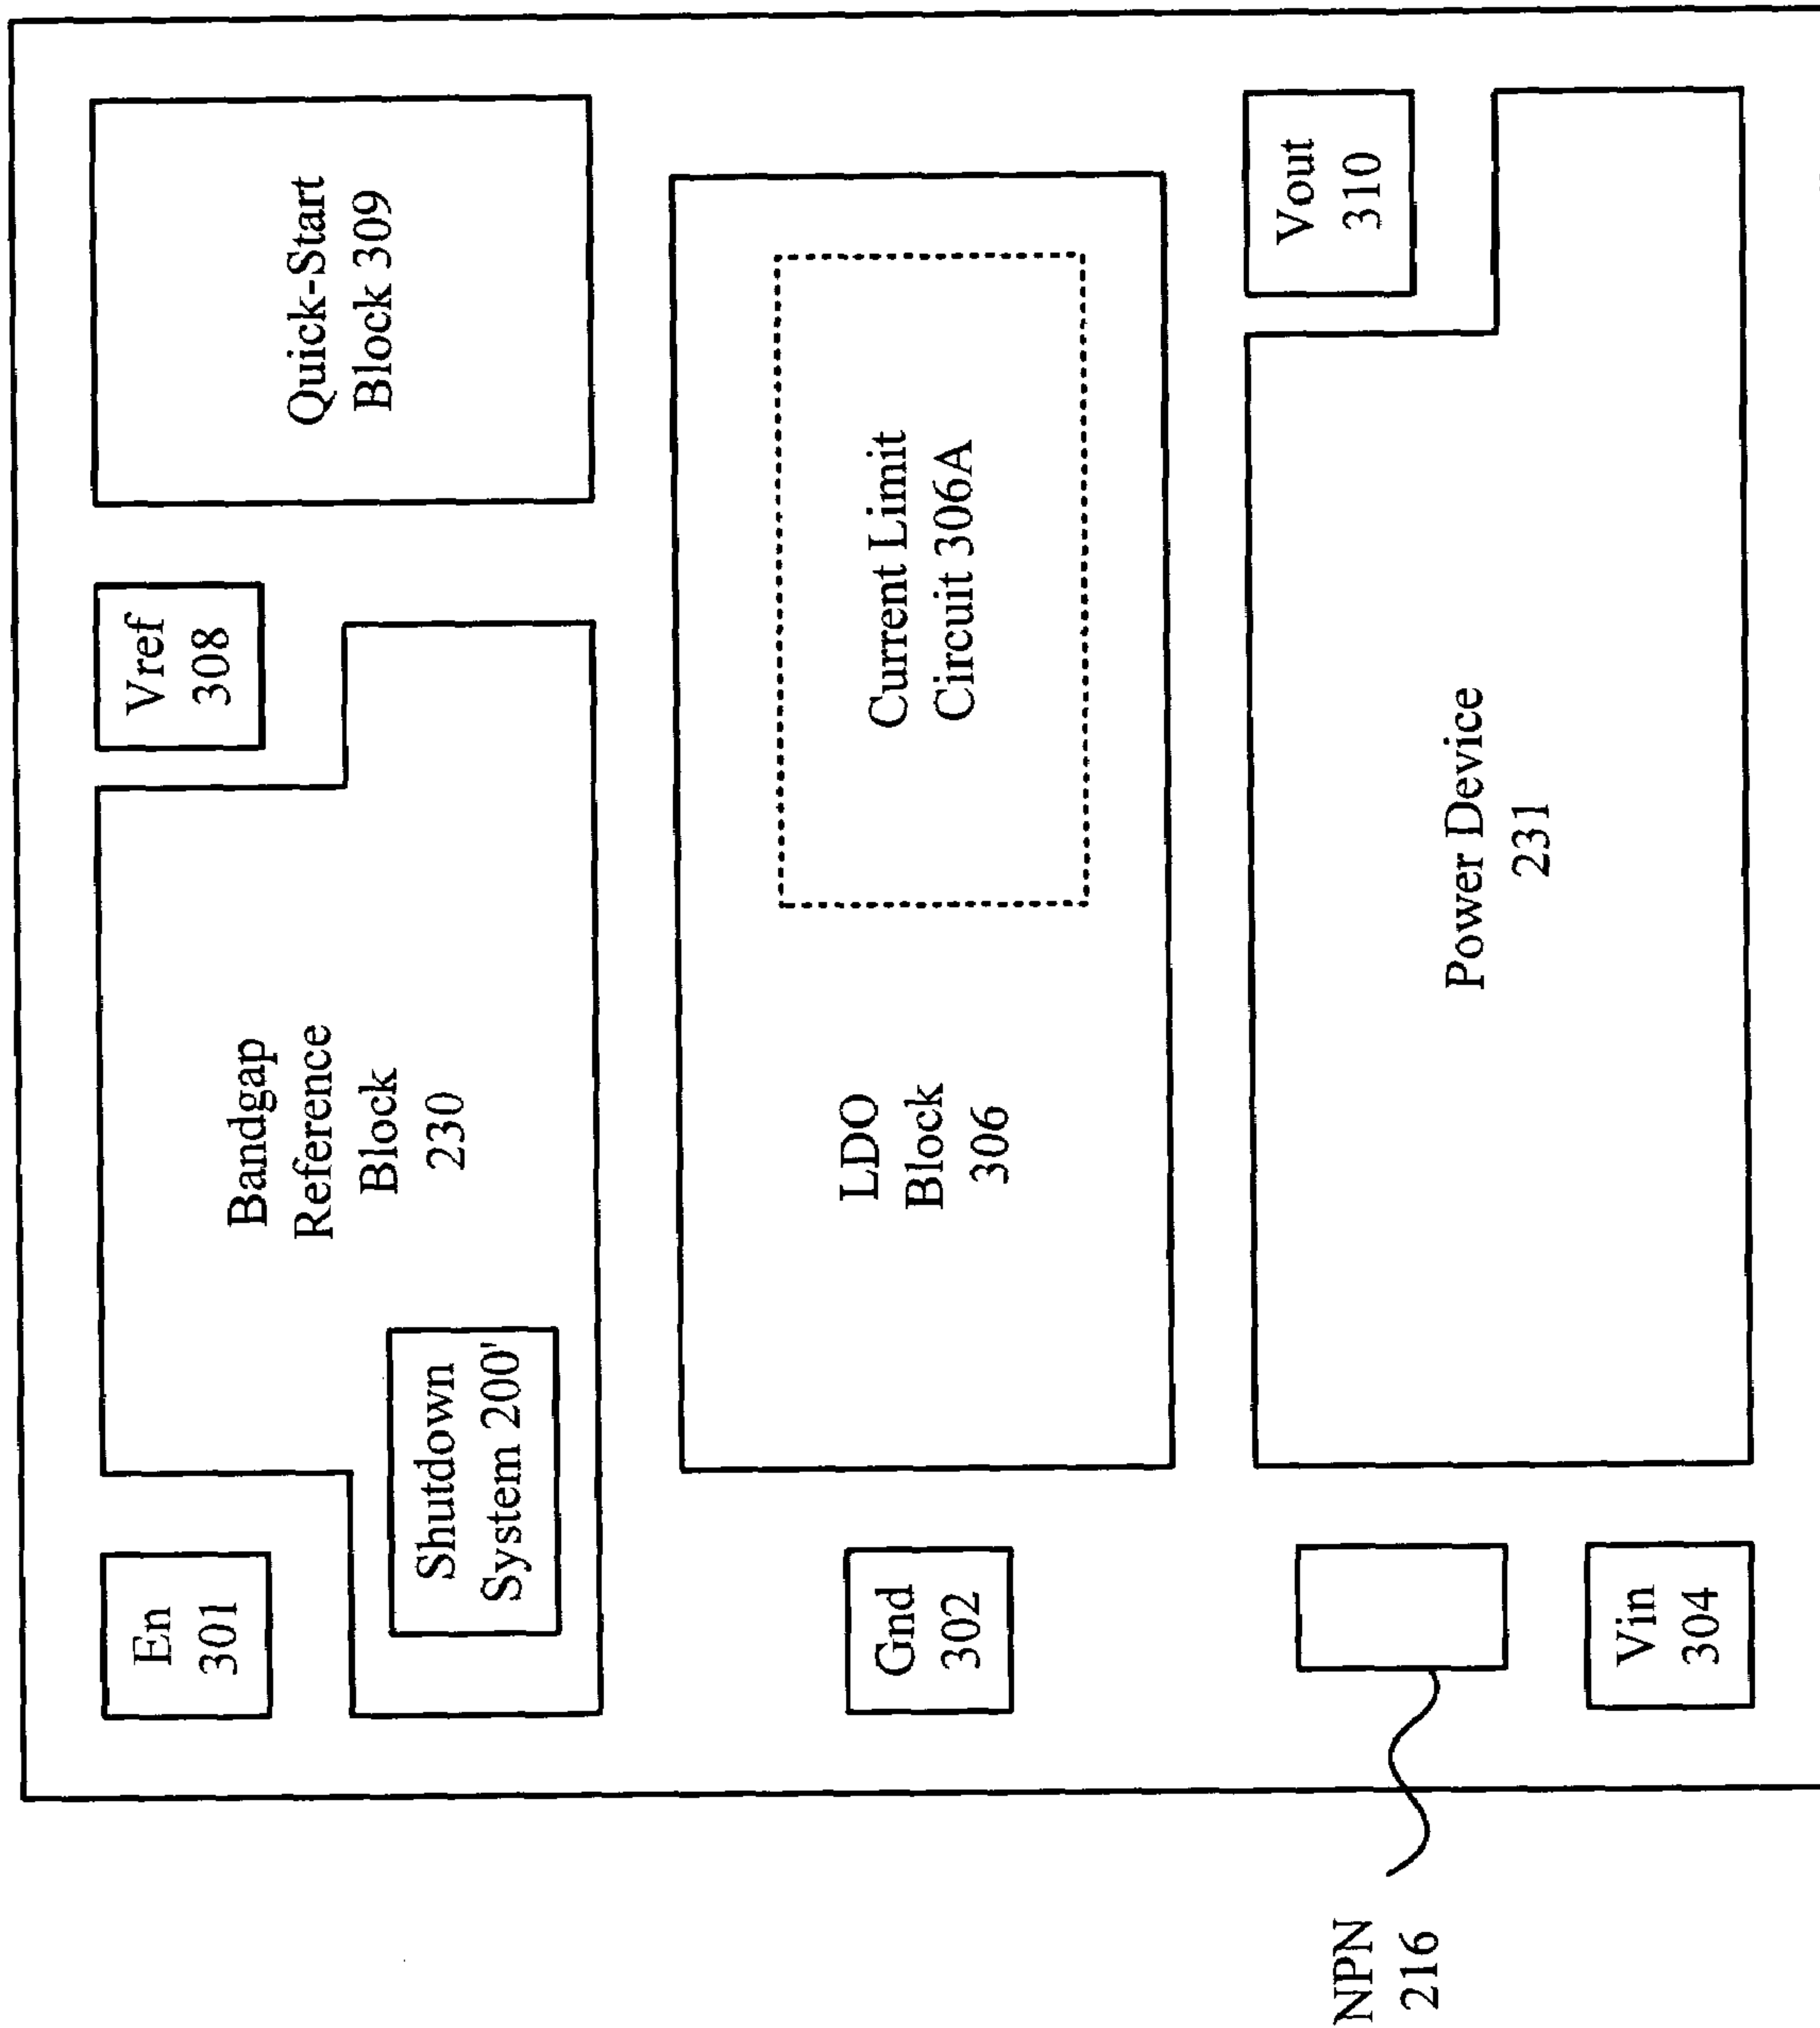 En
301
Bandgap
Reference
Block
230
Shutdown
System 200'
Vref
308
Quick-Start
Block 309
Gnd
302
LDO
Block
306
Current Limit
Circuit 306A
NPN
216
Vin
304
Power Device
231
Vout
310